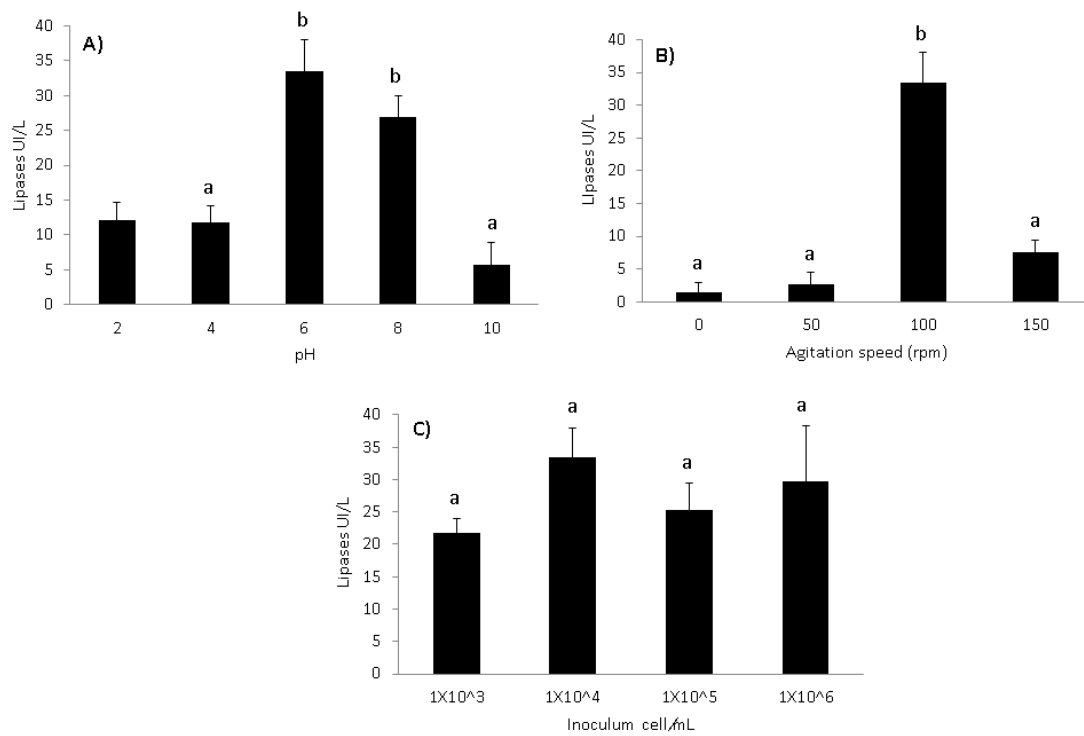 A)
Lipases UI/L
40
35
30
25
20
15
10
5
0
a
b
b
a
2 4 6 8 10
pH
B)
LIpases UI/L
40
35
30
25
20
15
10
5
0
a
a
b
a
0 50 100 150
Agitation speed (rpm)
C)
Lipases UI/L
40
35
30
25
20
15
10
5
0
a
a
a
a
1X10^3 1X10^4 1X10^5 1X10^6
Inoculum cell/mL